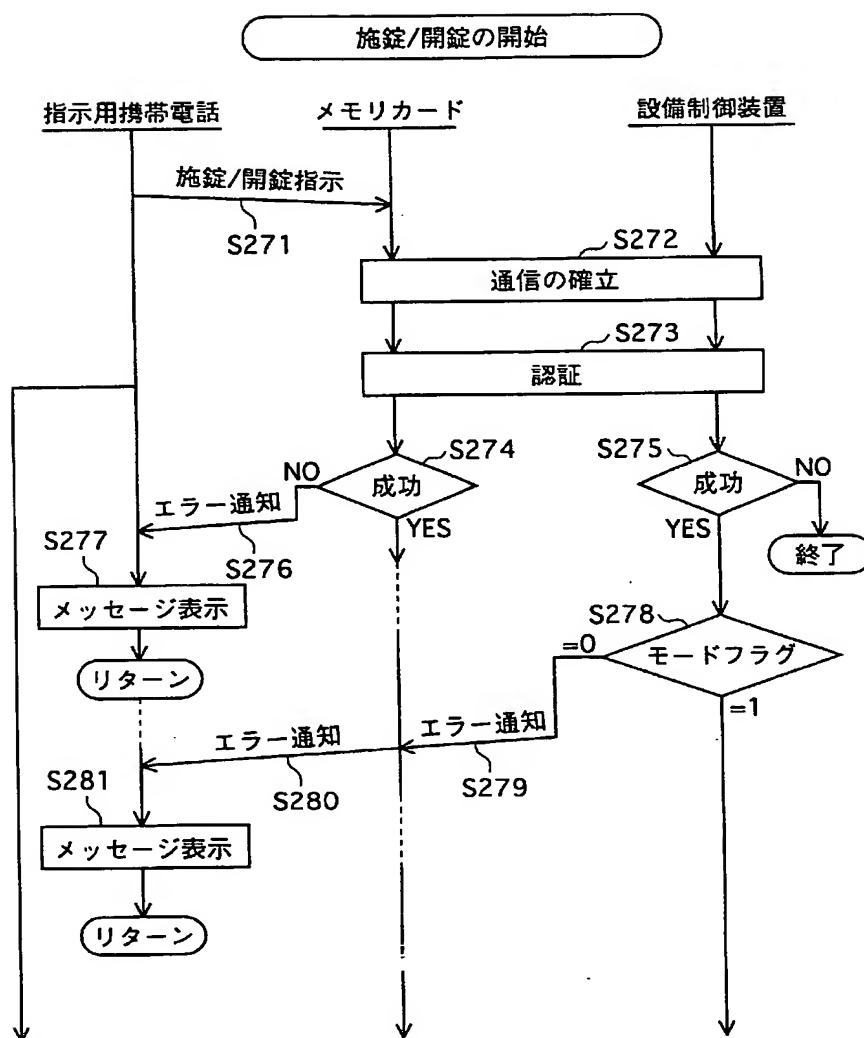 施錠/開錠の開始
指示用携帯電話
メモリカード
設備制御装置
施錠/開錠指示
S271
S272
通信の確立
S273
認証
S274
成功
NO
YES
S275
成功
NO
YES
終了
エラー通知
S276
S277
メッセージ表示
リターン
S278
モードフラグ
=0
=1
エラー通知
S279
エラー通知
S280
S281
メッセージ表示
リターン